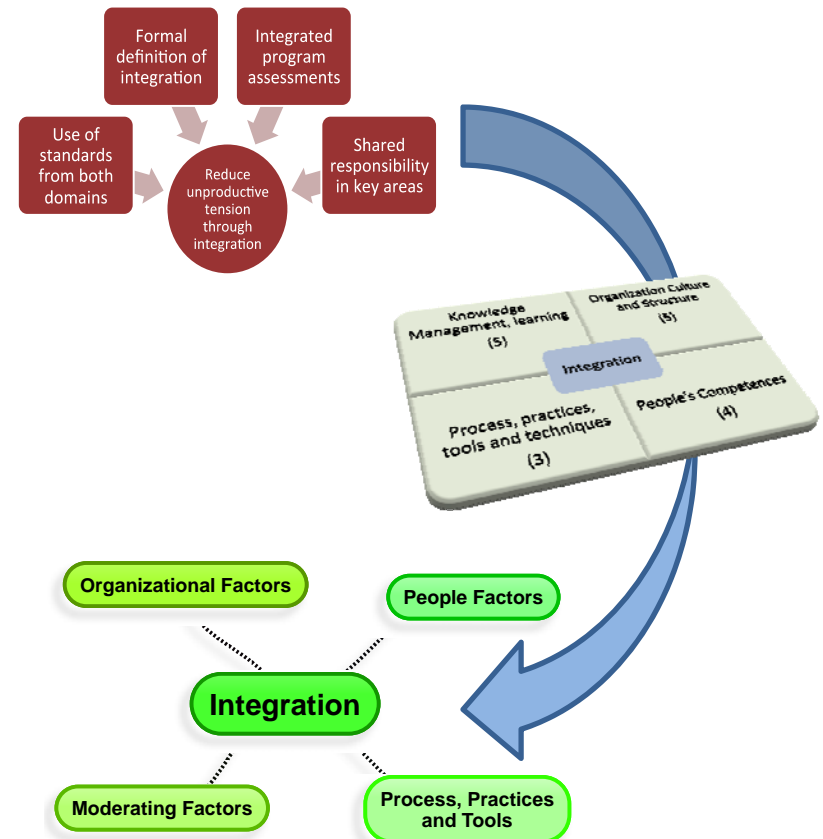 Formal
definition of
integration
Integrated
program
assessments
Use of
standards
from both
domains
Shared
responsibility
in key areas
Reduce
unproductive
tension
through
integration
Knowledge
Management, learning
(5)
Organization Culture
and Structure
(5)
Integration
Process, practices,
tools and techniques
(3)
People's Competences
(4)
Organizational Factors
People Factors
Integration
Moderating Factors
Process, Practices
and Tools